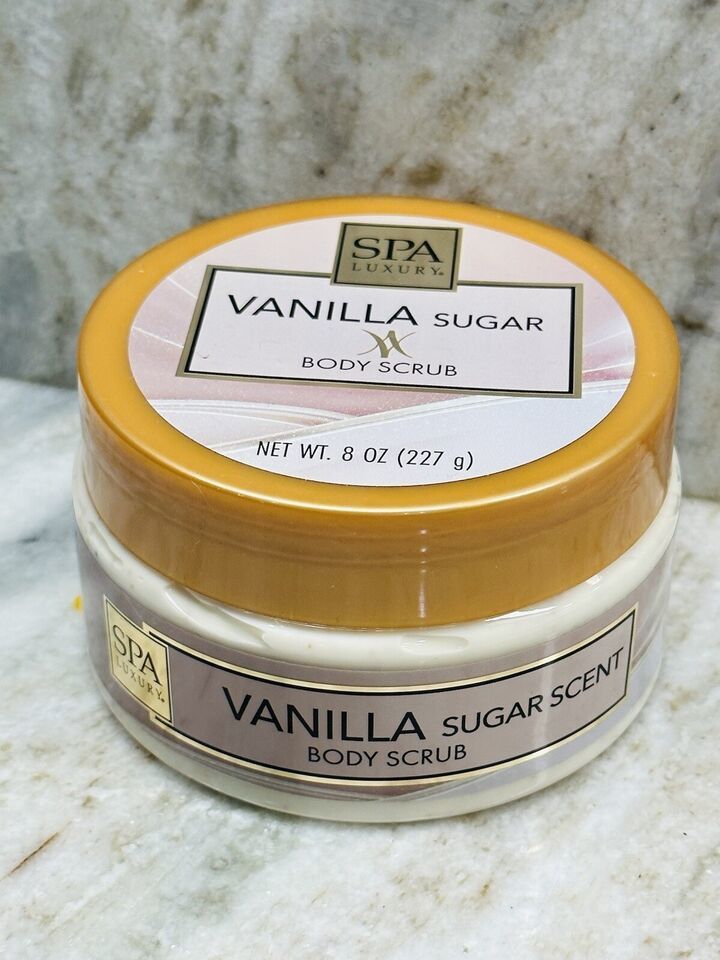 SPA
LUXURY®
VANILLA SUGAR
BODY SCRUB
NET WT. 8 OZ (227 g)
SPA
LUXURY®
VANILLA SUGAR SCENT
BODY SCRUB